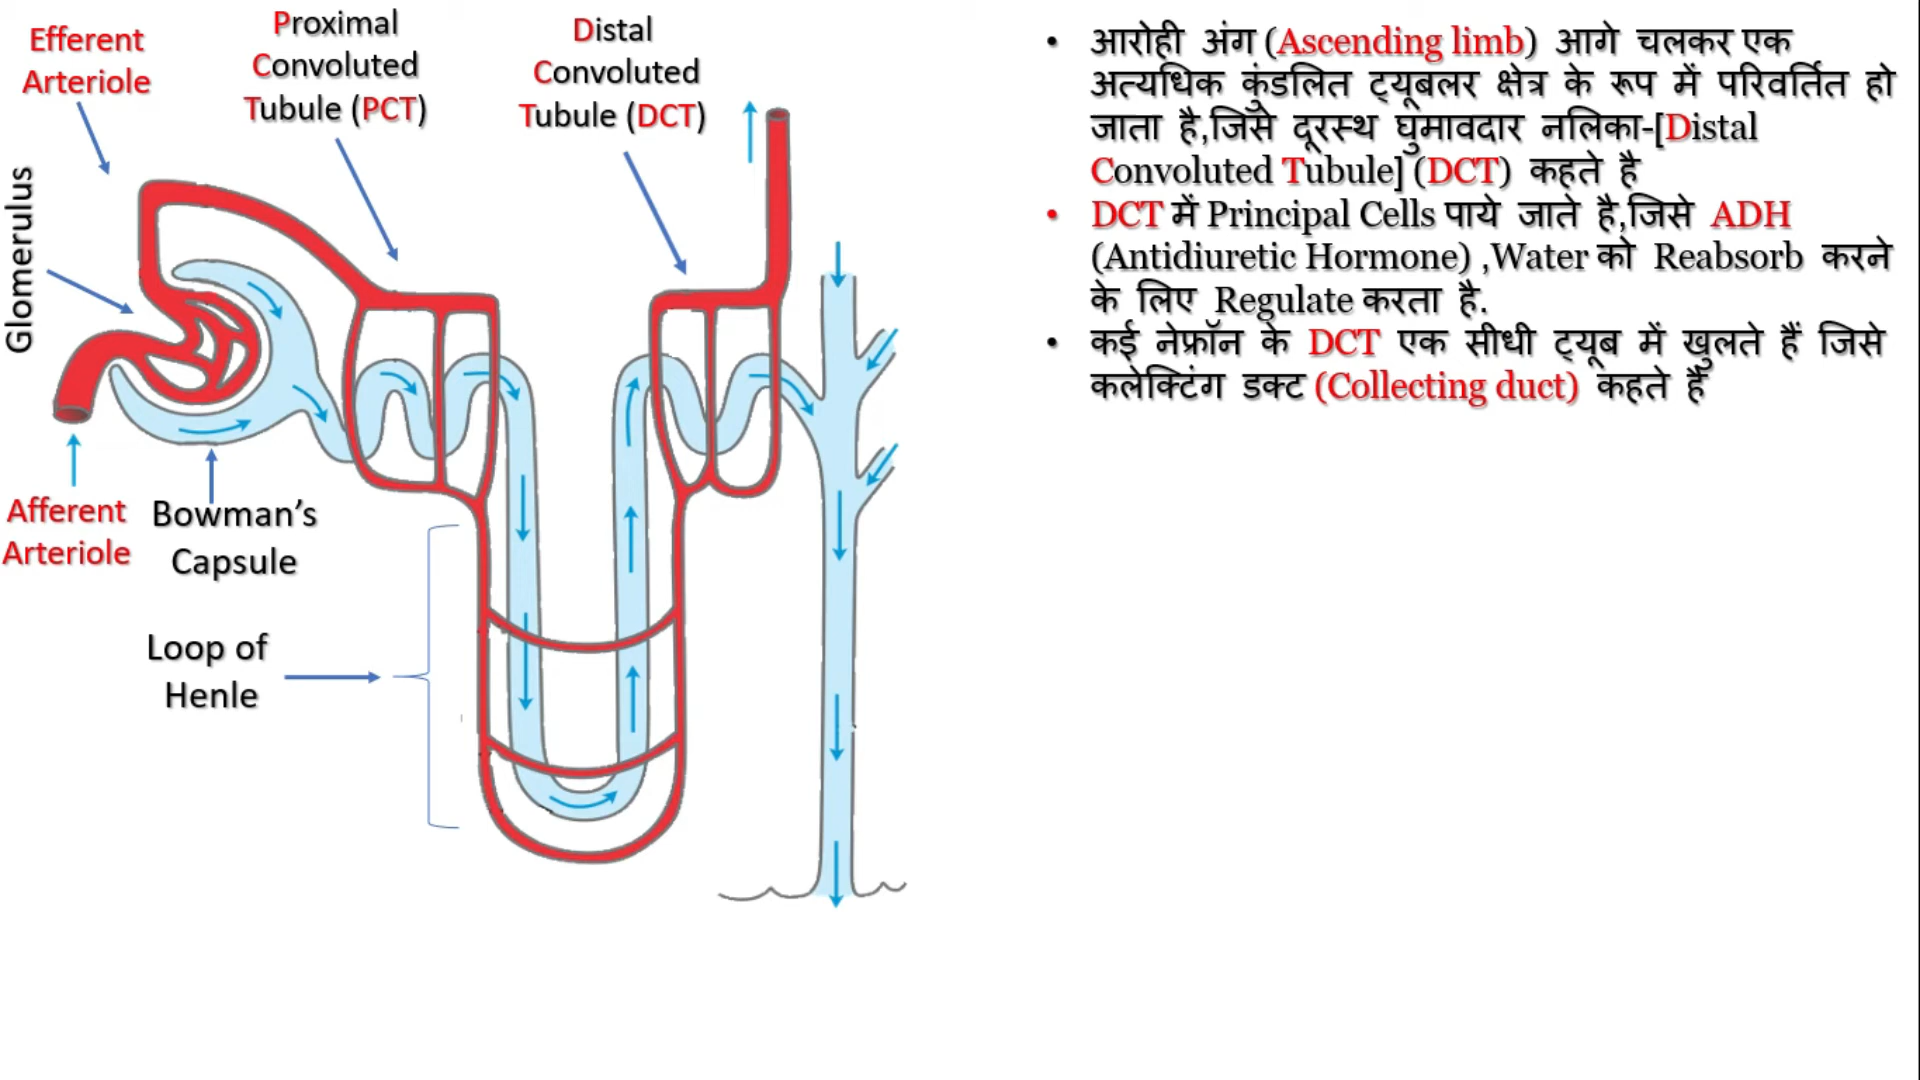 Efferent
Arteriole
Proximal
Convoluted
Tubule (PCT)
Distal
Convoluted
Tubule (DCT)
Glomerulus
Afferent
Arteriole
Bowman’s
Capsule
Loop of
Henle
• आरोही अंग (Ascending limb) आगे चलकर एक
अत्यधिक कुंडलित ट्यूबलर क्षेत्र के रूप में परिवर्तित हो
जाता है,जिसे दूरस्थ घुमावदार नलिका-[Distal
Convoluted Tubule] (DCT) कहते है
• DCT में Principal Cells पाये जाते है,जिसे ADH
(Antidiuretic Hormone) ,Water को Reabsorb करने
के लिए Regulate करता है.
• कई नेफ्रॉन के DCT एक सीधी ट्यूब में खुलते हैं जिसे
कलेक्टिंग डक्ट (Collecting duct) कहते है